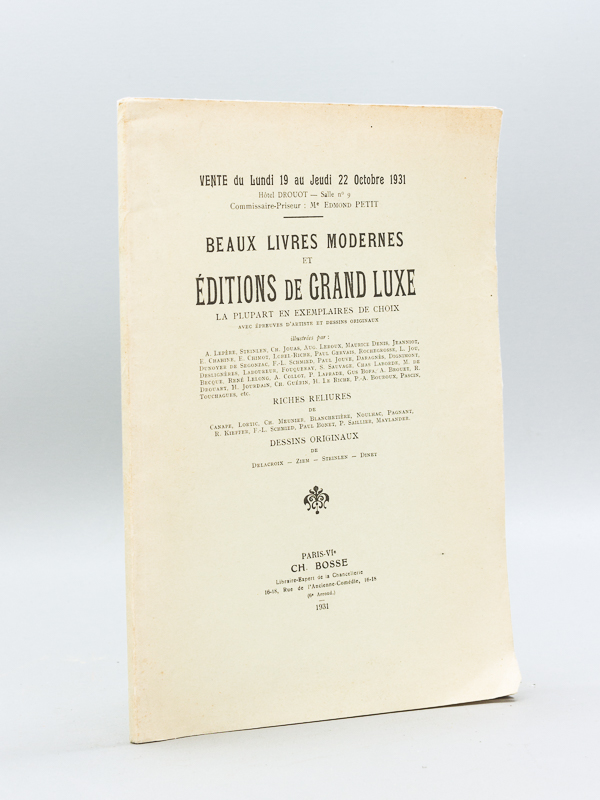 VENTE du Lundi 19 au Jeudi 22 Octobre 1931
Hôtel DROUOT — Salle n° 9
Commissaire-Priseur : Me EDMOND PETIT
BEAUX LIVRES MODERNES
ET
ÉDITIONS DE GRAND LUXE
LA PLUPART EN EXEMPLAIRES DE CHOIX
AVEC ÉPREUVES D'ARTISTE ET DESSINS ORIGINAUX
illustrées par :
A. LEPÈRE, STEINLEN, CH. JOUAS, AUG. LEROUX, MAURICE DENIS, JEANNIOT,
F. CHAHINE, E. CHIMOT, LOBEL RICHE, PAUL GERVAIS, ROCHEGROSSE, L. JOU,
DUNOYER DE SEGONZAC, F.-L. SCHMIED, PAUL JOUVE, DARAGNÈS, DIGNIMONT,
DESLIGNÈRES, LABOUREUR, FOUQUERAY, S. SAUVAGE, CHAS LABORDE, M. DE
BECQUE, RENÉ LELONG, A. COLLOT, P. LAFRADE, GUS BOFA, A. BROUET, R.
DROUART, H. JOURDAIN, CH. GUÉRIN, H. LE RICHE, P.-A. BOUROUX, PASCIN,
TOUCHAGUES, etc.
RICHES RELIURES
DE
CANAPE, LORTIC, CH. MEUNIER, BLANCHETIÈRE, NOULHAC, PAGNANT,
R. KIEFFER, F.-L. SCHMIED, PAUL BONET, P. SAILLIER, MAYLANDER.
DESSINS ORIGINAUX
DE
DELACROIX — ZIEM — STEINLEN — DINET
PARIS-VIe
CH. BOSSE
Libraire-Expert de la Chancellerie
16-18, Rue de l'Ancienne-Comédie, 16-18
(6e Arrond.)
1931